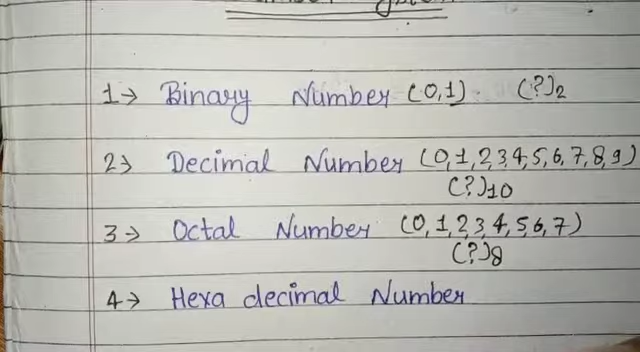 1→ Binary Number (0,1). (?)2
2→ Decimal Number (0,1,2,3,4,5,6,7,8,9)
(?)10
3→ Octal Number (0,1,2,3,4,5,6,7)
(?)8
4→ Hexa decimal Number